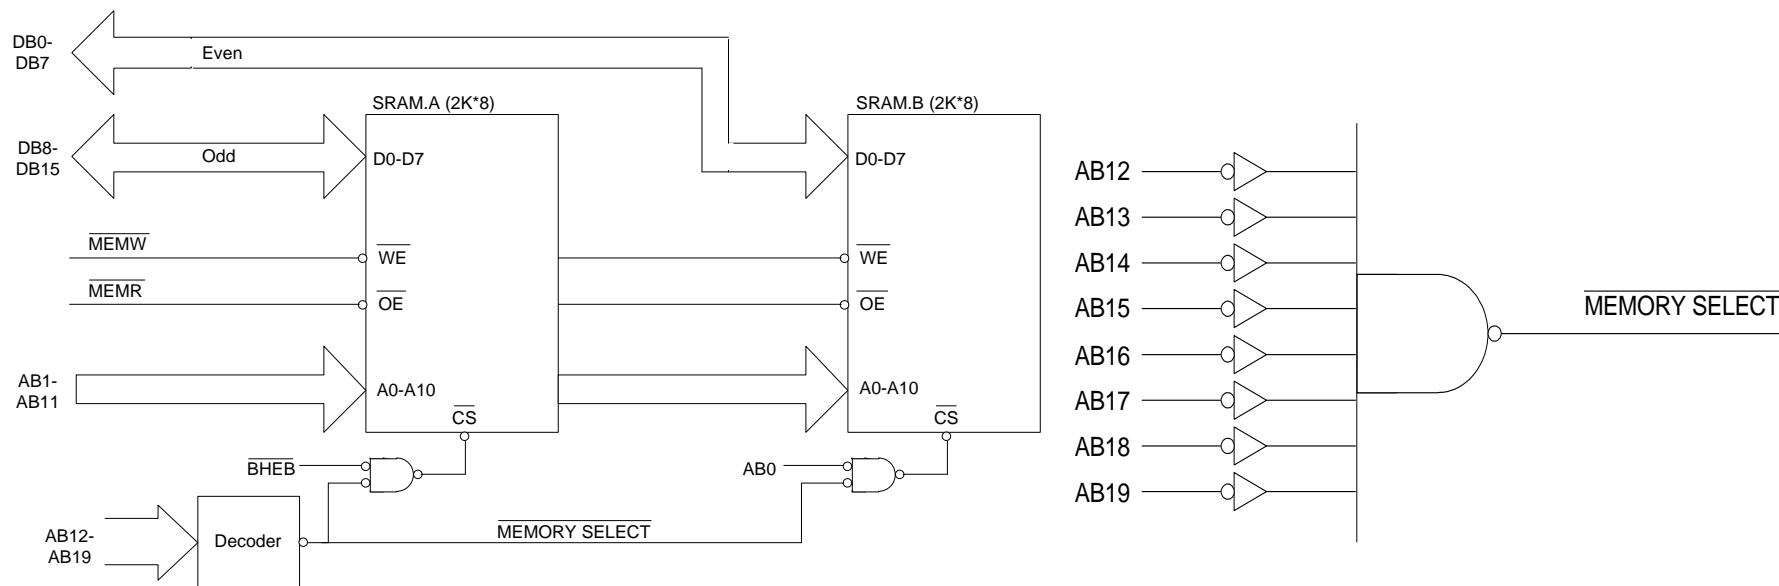 DB0-
DB7
Even
SRAM.A (2K*8)
SRAM.B (2K*8)
DB8-
DB15
Odd
D0-D7
D0-D7
MEMW
WE
WE
MEMR
OE
OE
AB1-
AB11
A0-A10
A0-A10
CS
CS
BHEB
AB0
AB12-
AB19
Decoder
MEMORY SELECT
AB12
AB13
AB14
AB15
AB16
AB17
AB18
AB19
MEMORY SELECT